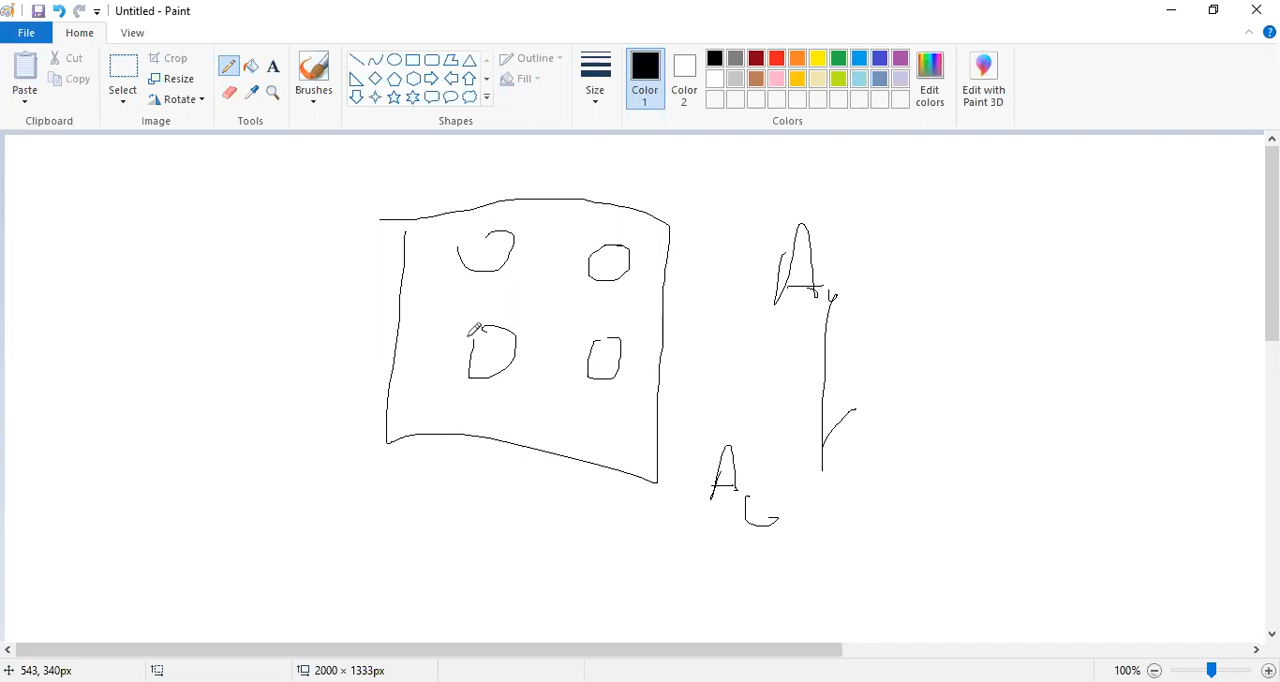 Untitled - Paint
File Home View
Paste
Cut
Copy
Clipboard
Select
Crop
Resize
Rotate
Image
A
Tools
Brushes
Outline
Fill
Shapes
Size
Color 1
Color 2
Edit colors
Colors
Edit with Paint 3D
A
A
543, 340px
2000 × 1333px
100%